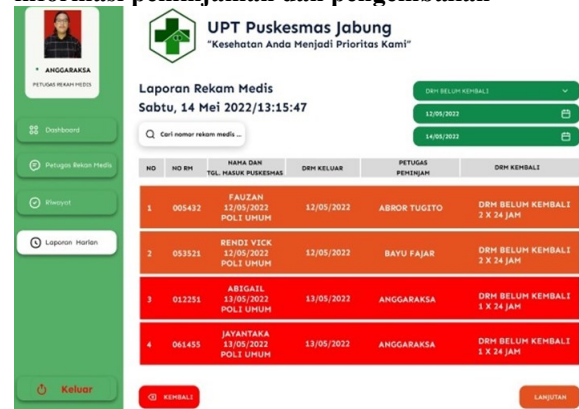 informasi peminjaman dan pengembalian
ANGGARAKSA
PETUGAS REKAM MEDIS
Dashboard
Petugas Rekan Medis
Riwayat
Laporan Harian
Keluar
UPT Puskesmas Jabung
"Kesehatan Anda Menjadi Prioritas Kami"
Laporan Rekam Medis
Sabtu, 14 Mei 2022/13:15:47
Cari nomor rekam medis ...
DRM BELUM KEMBALI
12/05/2022
14/05/2022
NO NO RM NAMA DAN TGL. MASUK PUSKESMAS DRM KELUAR PETUGAS PEMINJAM DRM KEMBALI
1 005432 FAUZAN 12/05/2022 POLI UMUM 12/05/2022 ABROR TUGITO DRM BELUM KEMBALI 2 X 24 JAM
2 053521 RENDI VICK 12/05/2022 POLI UMUM 12/05/2022 BAYU FAJAR DRM BELUM KEMBALI 2 X 24 JAM
3 012251 ABIGAIL 13/05/2022 POLI UMUM 13/05/2022 ANGGARAKSA DRM BELUM KEMBALI 1 X 24 JAM
4 061455 JAYANTAKA 13/05/2022 POLI UMUM 13/05/2022 ANGGARAKSA DRM BELUM KEMBALI 1 X 24 JAM
KEMBALI
LANJUTAN